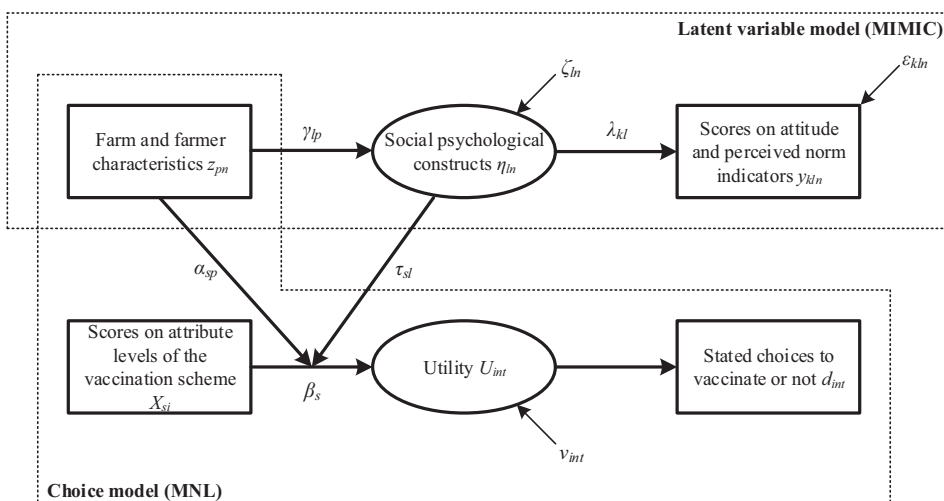 Latent variable model (MIMIC)
ζln
εkln
Farm and farmer
characteristics zpn
γlp
Social psychological
constructs ηln
λkl
Scores on attitude
and perceived norm
indicators ykln
αsp
τsl
Scores on attribute
levels of the
vaccination scheme
Xsi
βs
Utility Uint
Stated choices to
vaccinate or not dint
νint
Choice model (MNL)